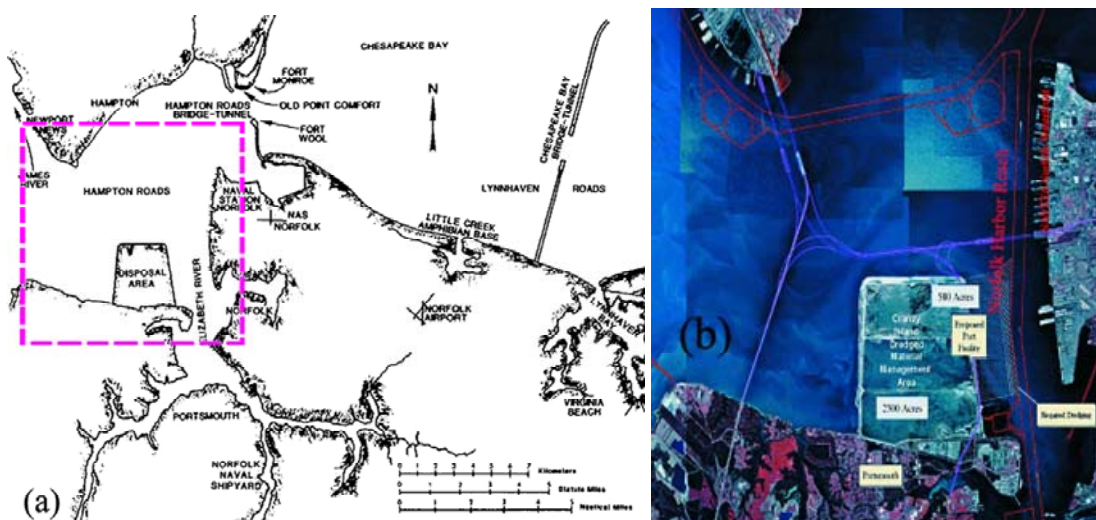 CHESAPEAKE BAY
FORT
MONROE
OLD POINT COMFORT
HAMPTON
HAMPTON ROADS
BRIDGE-TUNNEL
FORT
WOOL
N
NEWPORT
NEWS
JAMES
RIVER
HAMPTON ROADS
NAVAL
STATION
NORFOLK
NAS
NORFOLK
CHESAPEAKE BAY
BRIDGE-TUNNEL
LYNNHAVEN ROADS
LITTLE CREEK
AMPHIBIAN BASE
DISPOSAL
AREA
ELIZABETH RIVER
NORFOLK
NORFOLK
AIRPORT
LYNNHAVEN
BAY
VIRGINIA
BEACH
PORTSMOUTH
NORFOLK
NAVAL
SHIPYARD
Kilometers
Statute Miles
Nautical Miles
(a)
Norfolk Harbor Reach
500 Acres
Craney
Island
Dredged
Material
Management
Area
Proposed
Port
Facility
2500 Acres
Required Dredging
Portsmouth
(b)